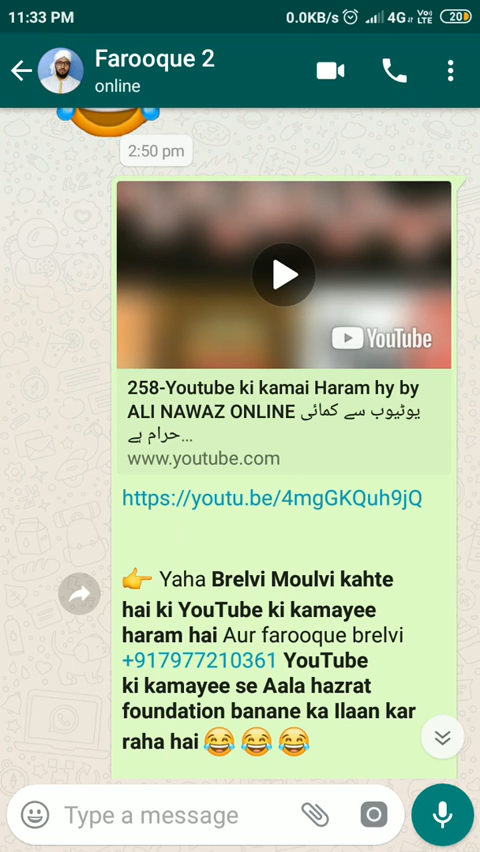 11:33 PM
0.0KB/s 4G Vo) LTE 20
Farooque 2
online
2:50 pm
YouTube
258-Youtube ki kamai Haram hy by
ALI NAWAZ ONLINE یوٹیوب سے کمائی
حرام ہے...
www.youtube.com
https://youtu.be/4mgGKQuh9jQ
👉 Yaha Brelvi Moulvi kahte
hai ki YouTube ki kamayee
haram hai Aur farooque brelvi
+917977210361 YouTube
ki kamayee se Aala hazrat
foundation banane ka Ilaan kar
raha hai 😂 😂 😂
Type a message